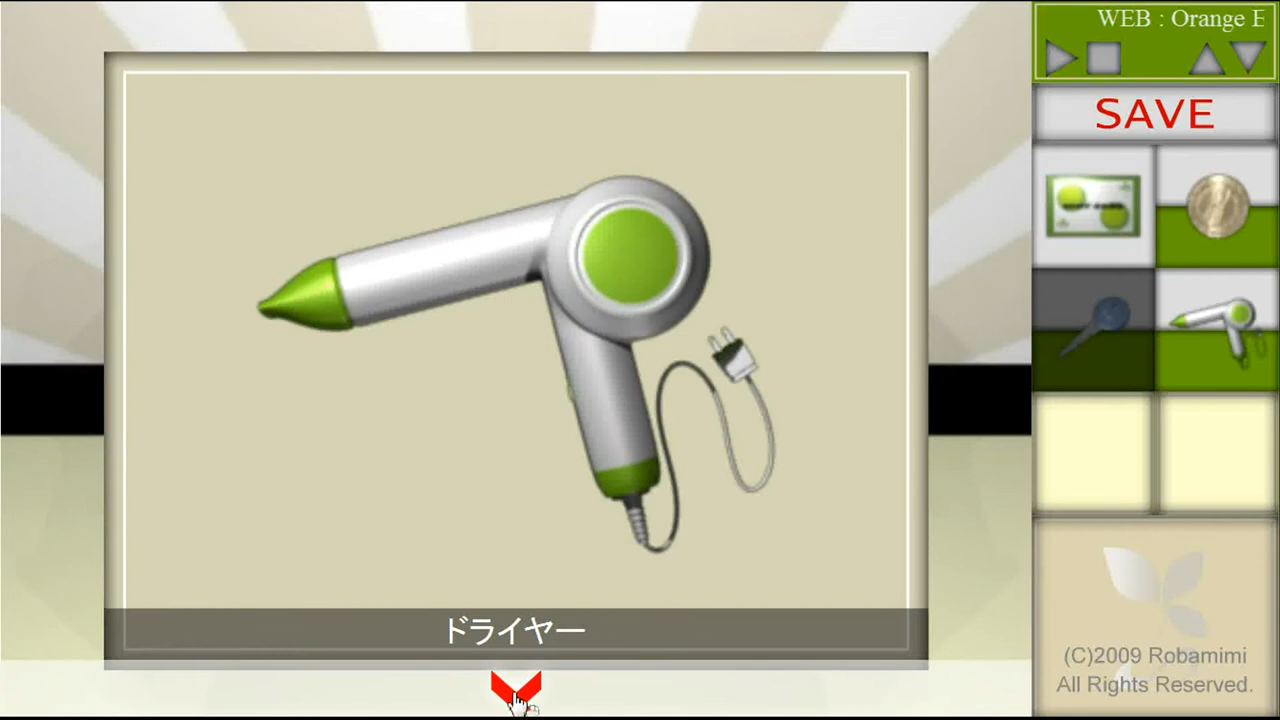 WEB : Orange E
SAVE
ドライヤー
(C)2009 Robamimi
All Rights Reserved.